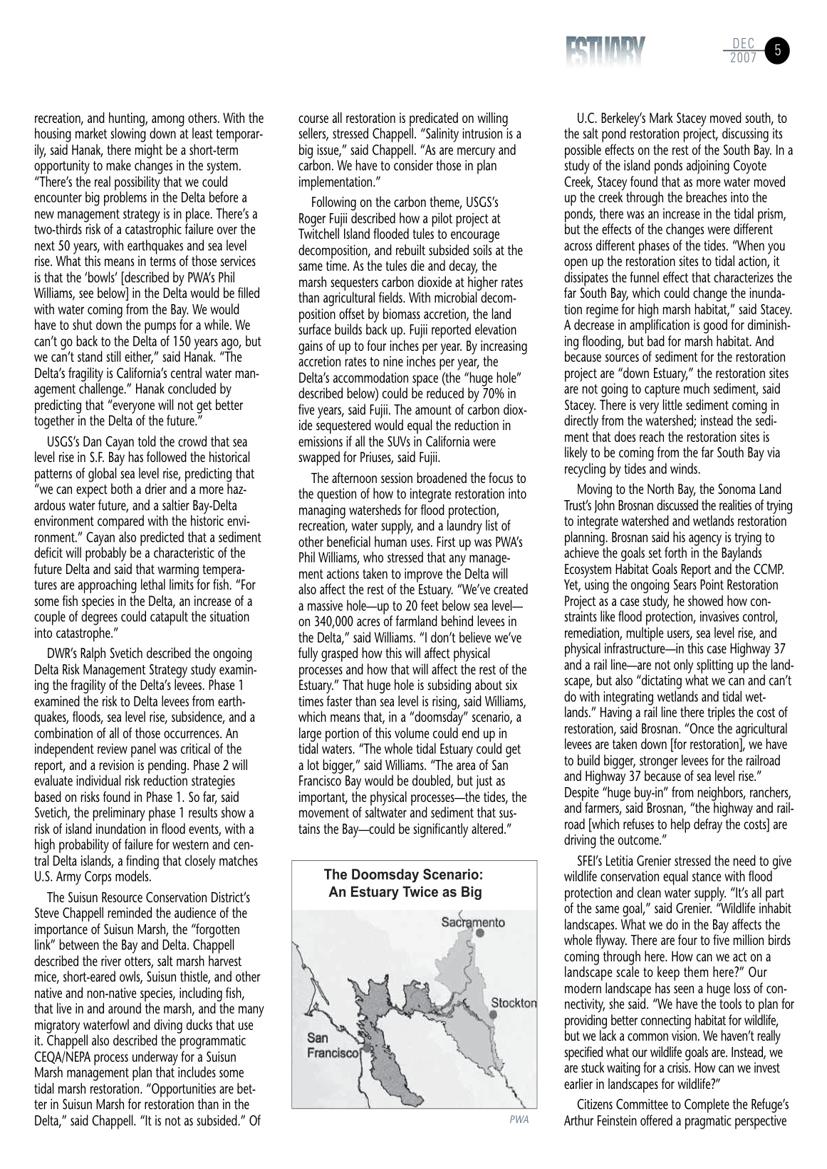 ESTUARY
DEC
2007
5
recreation, and hunting, among others. With the
housing market slowing down at least temporar-
ily, said Hanak, there might be a short-term
opportunity to make changes in the system.
“There’s the real possibility that we could
encounter big problems in the Delta before a
new management strategy is in place. There’s a
two-thirds risk of a catastrophic failure over the
next 50 years, with earthquakes and sea level
rise. What this means in terms of those services
is that the ‘bowls’ [described by PWA’s Phil
Williams, see below] in the Delta would be filled
with water coming from the Bay. We would
have to shut down the pumps for a while. We
can’t go back to the Delta of 150 years ago, but
we can’t stand still either,” said Hanak. “The
Delta’s fragility is California’s central water man-
agement challenge.” Hanak concluded by
predicting that “everyone will not get better
together in the Delta of the future.”
USGS’s Dan Cayan told the crowd that sea
level rise in S.F. Bay has followed the historical
patterns of global sea level rise, predicting that
“we can expect both a drier and a more haz-
ardous water future, and a saltier Bay-Delta
environment compared with the historic envi-
ronment.” Cayan also predicted that a sediment
deficit will probably be a characteristic of the
future Delta and said that warming tempera-
tures are approaching lethal limits for fish. “For
some fish species in the Delta, an increase of a
couple of degrees could catapult the situation
into catastrophe.”
DWR’s Ralph Svetich described the ongoing
Delta Risk Management Strategy study examin-
ing the fragility of the Delta’s levees. Phase 1
examined the risk to Delta levees from earth-
quakes, floods, sea level rise, subsidence, and a
combination of all of those occurrences. An
independent review panel was critical of the
report, and a revision is pending. Phase 2 will
evaluate individual risk reduction strategies
based on risks found in Phase 1. So far, said
Svetich, the preliminary phase 1 results show a
risk of island inundation in flood events, with a
high probability of failure for western and cen-
tral Delta islands, a finding that closely matches
U.S. Army Corps models.
The Suisun Resource Conservation District’s
Steve Chappell reminded the audience of the
importance of Suisun Marsh, the “forgotten
link” between the Bay and Delta. Chappell
described the river otters, salt marsh harvest
mice, short-eared owls, Suisun thistle, and other
native and non-native species, including fish,
that live in and around the marsh, and the many
migratory waterfowl and diving ducks that use
it. Chappell also described the programmatic
CEQA/NEPA process underway for a Suisun
Marsh management plan that includes some
tidal marsh restoration. “Opportunities are bet-
ter in Suisun Marsh for restoration than in the
Delta,” said Chappell. “It is not as subsided.” Of
course all restoration is predicated on willing
sellers, stressed Chappell. “Salinity intrusion is a
big issue,” said Chappell. “As are mercury and
carbon. We have to consider those in plan
implementation.”
Following on the carbon theme, USGS’s
Roger Fujii described how a pilot project at
Twitchell Island flooded tules to encourage
decomposition, and rebuilt subsided soils at the
same time. As the tules die and decay, the
marsh sequesters carbon dioxide at higher rates
than agricultural fields. With microbial decom-
position offset by biomass accretion, the land
surface builds back up. Fujii reported elevation
gains of up to four inches per year. By increasing
accretion rates to nine inches per year, the
Delta’s accommodation space (the “huge hole”
described below) could be reduced by 70% in
five years, said Fujii. The amount of carbon diox-
ide sequestered would equal the reduction in
emissions if all the SUVs in California were
swapped for Priuses, said Fujii.
The afternoon session broadened the focus to
the question of how to integrate restoration into
managing watersheds for flood protection,
recreation, water supply, and a laundry list of
other beneficial human uses. First up was PWA’s
Phil Williams, who stressed that any manage-
ment actions taken to improve the Delta will
also affect the rest of the Estuary. “We’ve created
a massive hole—up to 20 feet below sea level—
on 340,000 acres of farmland behind levees in
the Delta,” said Williams. “I don’t believe we’ve
fully grasped how this will affect physical
processes and how that will affect the rest of the
Estuary.” That huge hole is subsiding about six
times faster than sea level is rising, said Williams,
which means that, in a “doomsday” scenario, a
large portion of this volume could end up in
tidal waters. “The whole tidal Estuary could get
a lot bigger,” said Williams. “The area of San
Francisco Bay would be doubled, but just as
important, the physical processes—the tides, the
movement of saltwater and sediment that sus-
tains the Bay—could be significantly altered.”
The Doomsday Scenario:
An Estuary Twice as Big
Sacramento
Stockton
San
Francisco
PWA
U.C. Berkeley’s Mark Stacey moved south, to
the salt pond restoration project, discussing its
possible effects on the rest of the South Bay. In a
study of the island ponds adjoining Coyote
Creek, Stacey found that as more water moved
up the creek through the breaches into the
ponds, there was an increase in the tidal prism,
but the effects of the changes were different
across different phases of the tides. “When you
open up the restoration sites to tidal action, it
dissipates the funnel effect that characterizes the
far South Bay, which could change the inunda-
tion regime for high marsh habitat,” said Stacey.
A decrease in amplification is good for diminish-
ing flooding, but bad for marsh habitat. And
because sources of sediment for the restoration
project are “down Estuary,” the restoration sites
are not going to capture much sediment, said
Stacey. There is very little sediment coming in
directly from the watershed; instead the sedi-
ment that does reach the restoration sites is
likely to be coming from the far South Bay via
recycling by tides and winds.
Moving to the North Bay, the Sonoma Land
Trust’s John Brosnan discussed the realities of trying
to integrate watershed and wetlands restoration
planning. Brosnan said his agency is trying to
achieve the goals set forth in the Baylands
Ecosystem Habitat Goals Report and the CCMP.
Yet, using the ongoing Sears Point Restoration
Project as a case study, he showed how con-
straints like flood protection, invasives control,
remediation, multiple users, sea level rise, and
physical infrastructure—in this case Highway 37
and a rail line—are not only splitting up the land-
scape, but also “dictating what we can and can’t
do with integrating wetlands and tidal wet-
lands.” Having a rail line there triples the cost of
restoration, said Brosnan. “Once the agricultural
levees are taken down [for restoration], we have
to build bigger, stronger levees for the railroad
and Highway 37 because of sea level rise.”
Despite “huge buy-in” from neighbors, ranchers,
and farmers, said Brosnan, “the highway and rail-
road [which refuses to help defray the costs] are
driving the outcome.”
SFEI’s Letitia Grenier stressed the need to give
wildlife conservation equal stance with flood
protection and clean water supply. “It’s all part
of the same goal,” said Grenier. “Wildlife inhabit
landscapes. What we do in the Bay affects the
whole flyway. There are four to five million birds
coming through here. How can we act on a
landscape scale to keep them here?” Our
modern landscape has seen a huge loss of con-
nectivity, she said. “We have the tools to plan for
providing better connecting habitat for wildlife,
but we lack a common vision. We haven’t really
specified what our wildlife goals are. Instead, we
are stuck waiting for a crisis. How can we invest
earlier in landscapes for wildlife?”
Citizens Committee to Complete the Refuge’s
Arthur Feinstein offered a pragmatic perspective